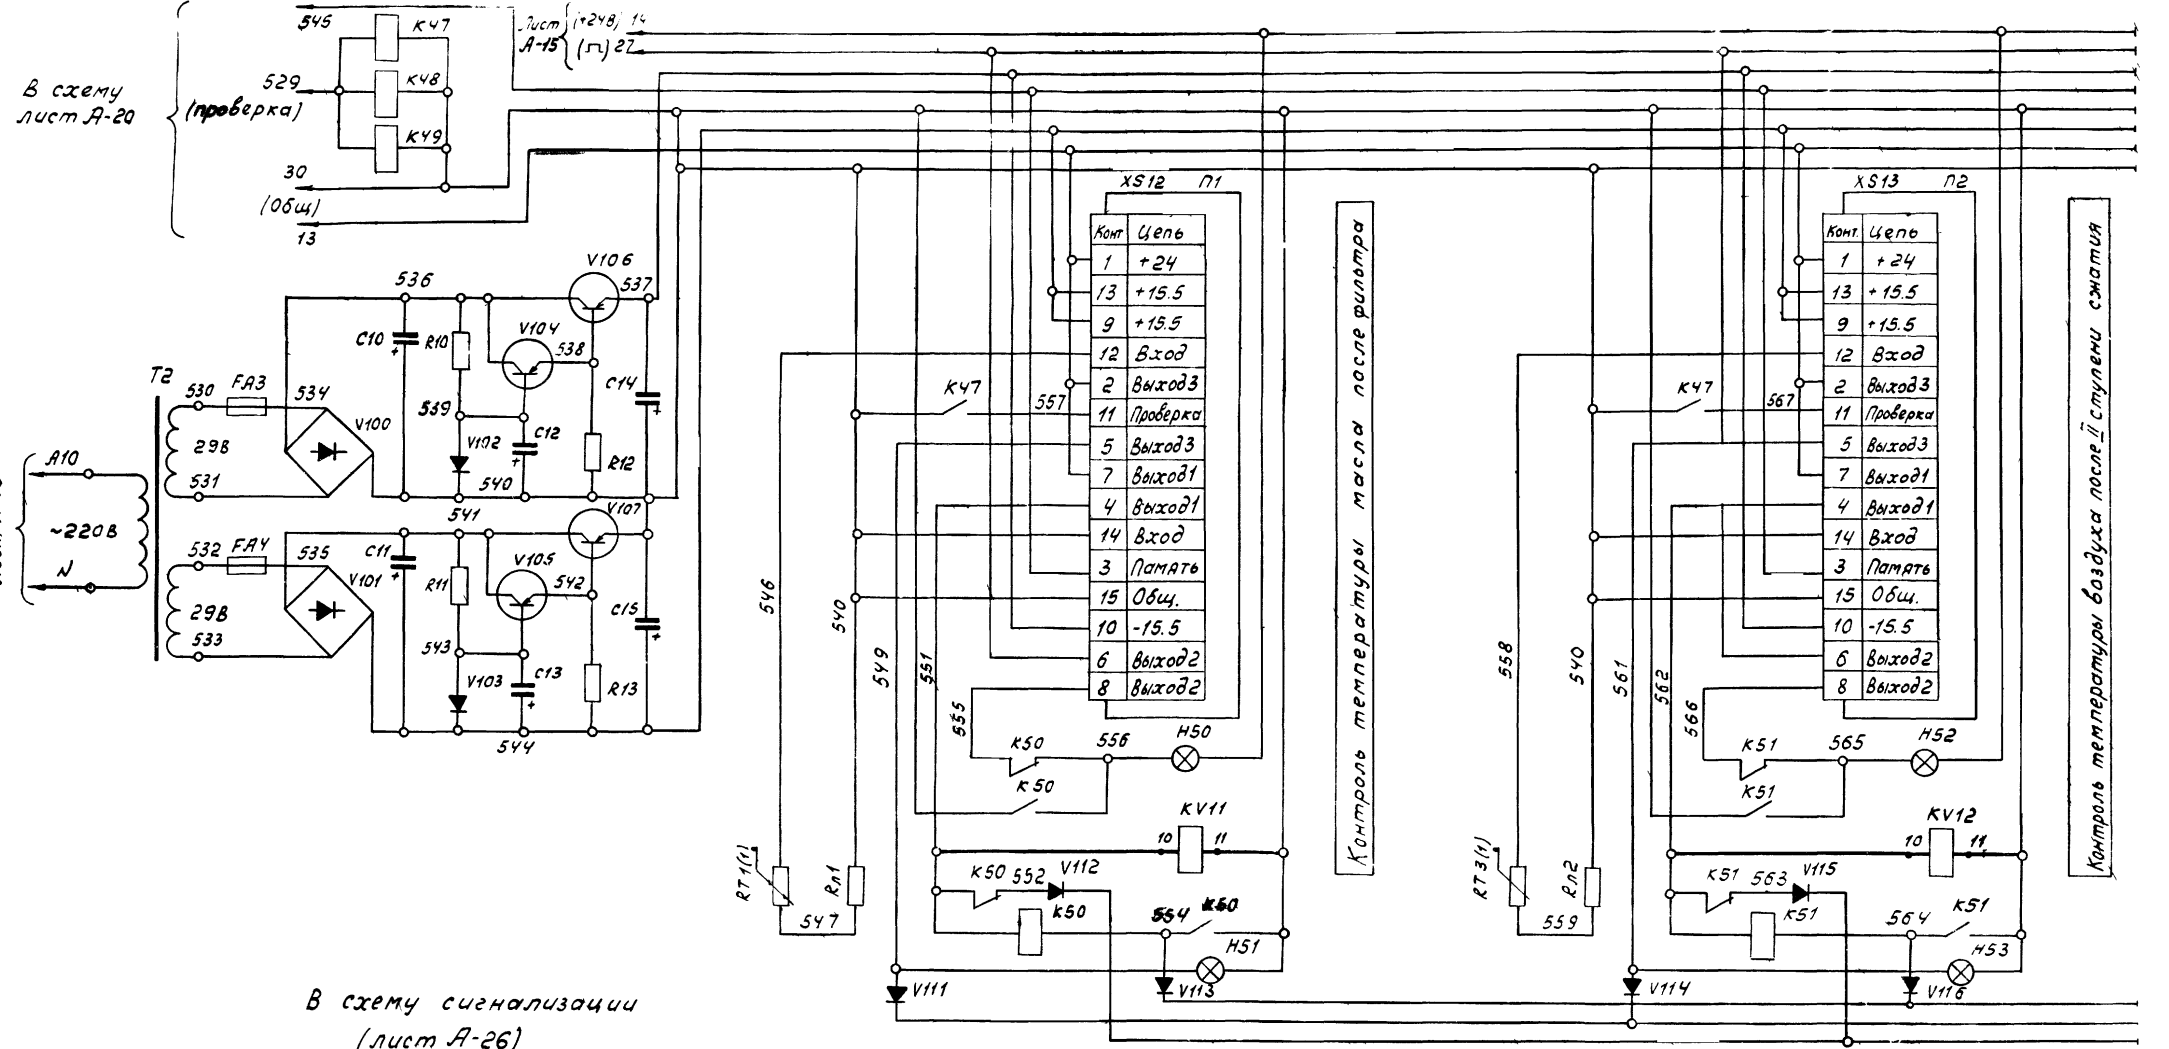 545
К47
529
К48
(проверка)
К49
30
(Общ)
13
В схему
лист А-20
Лист
А-15
(+24В) 14
27
536
V106
537
C10
R10
V104
538
C14
539
V102
C12
R12
540
T2
530
FA3
534
V100
29В
531
А10
~220В
N
541
V107
532
FA4
535
V101
C11
R11
V105
542
C15
29В
533
543
V103
C13
R13
544
XS12 П1
Конт Цепь
1 +24
13 +15.5
9 +15.5
12 Вход
2 Выход3
11 Проверка
5 Выход3
7 Выход1
4 Выход1
14 Вход
3 Память
15 Общ.
10 -15.5
6 Выход2
8 Выход2
К47
557
546
540
549
551
555
К50
556
Н50
К50
KV11
10
11
К50
552
V112
К50
554
К50
Н51
V111
V113
RT1(1)
Rл1
547
Контроль температуры масла после фильтра
XS13 П2
Конт. Цепь
1 +24
13 +15.5
9 +15.5
12 Вход
2 Выход3
11 Проверка
5 Выход3
7 Выход1
4 Выход1
14 Вход
3 Память
15 Общ.
10 -15.5
6 Выход2
8 Выход2
К47
567
558
540
561
562
566
К51
565
Н52
К51
KV12
10
11
К51
563
V115
К51
564
К51
Н53
V114
V116
RT3(1)
Rл2
559
Контроль температуры воздуха после II ступени сжатия
В схему сигнализации
(лист А-26)